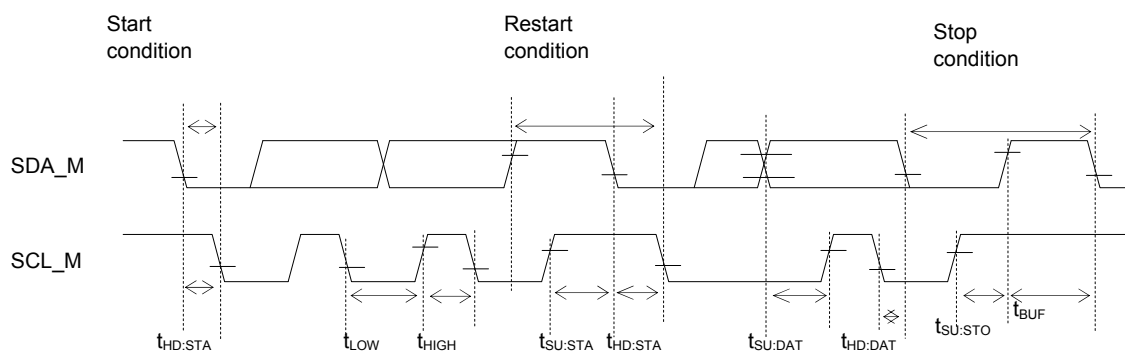 Start
condition
Restart
condition
Stop
condition
SDA_M
SCL_M
tHD:STA
tLOW
tHIGH
tSU:STA
tHD:STA
tSU:DAT
tHD:DAT
tSU:STO
tBUF